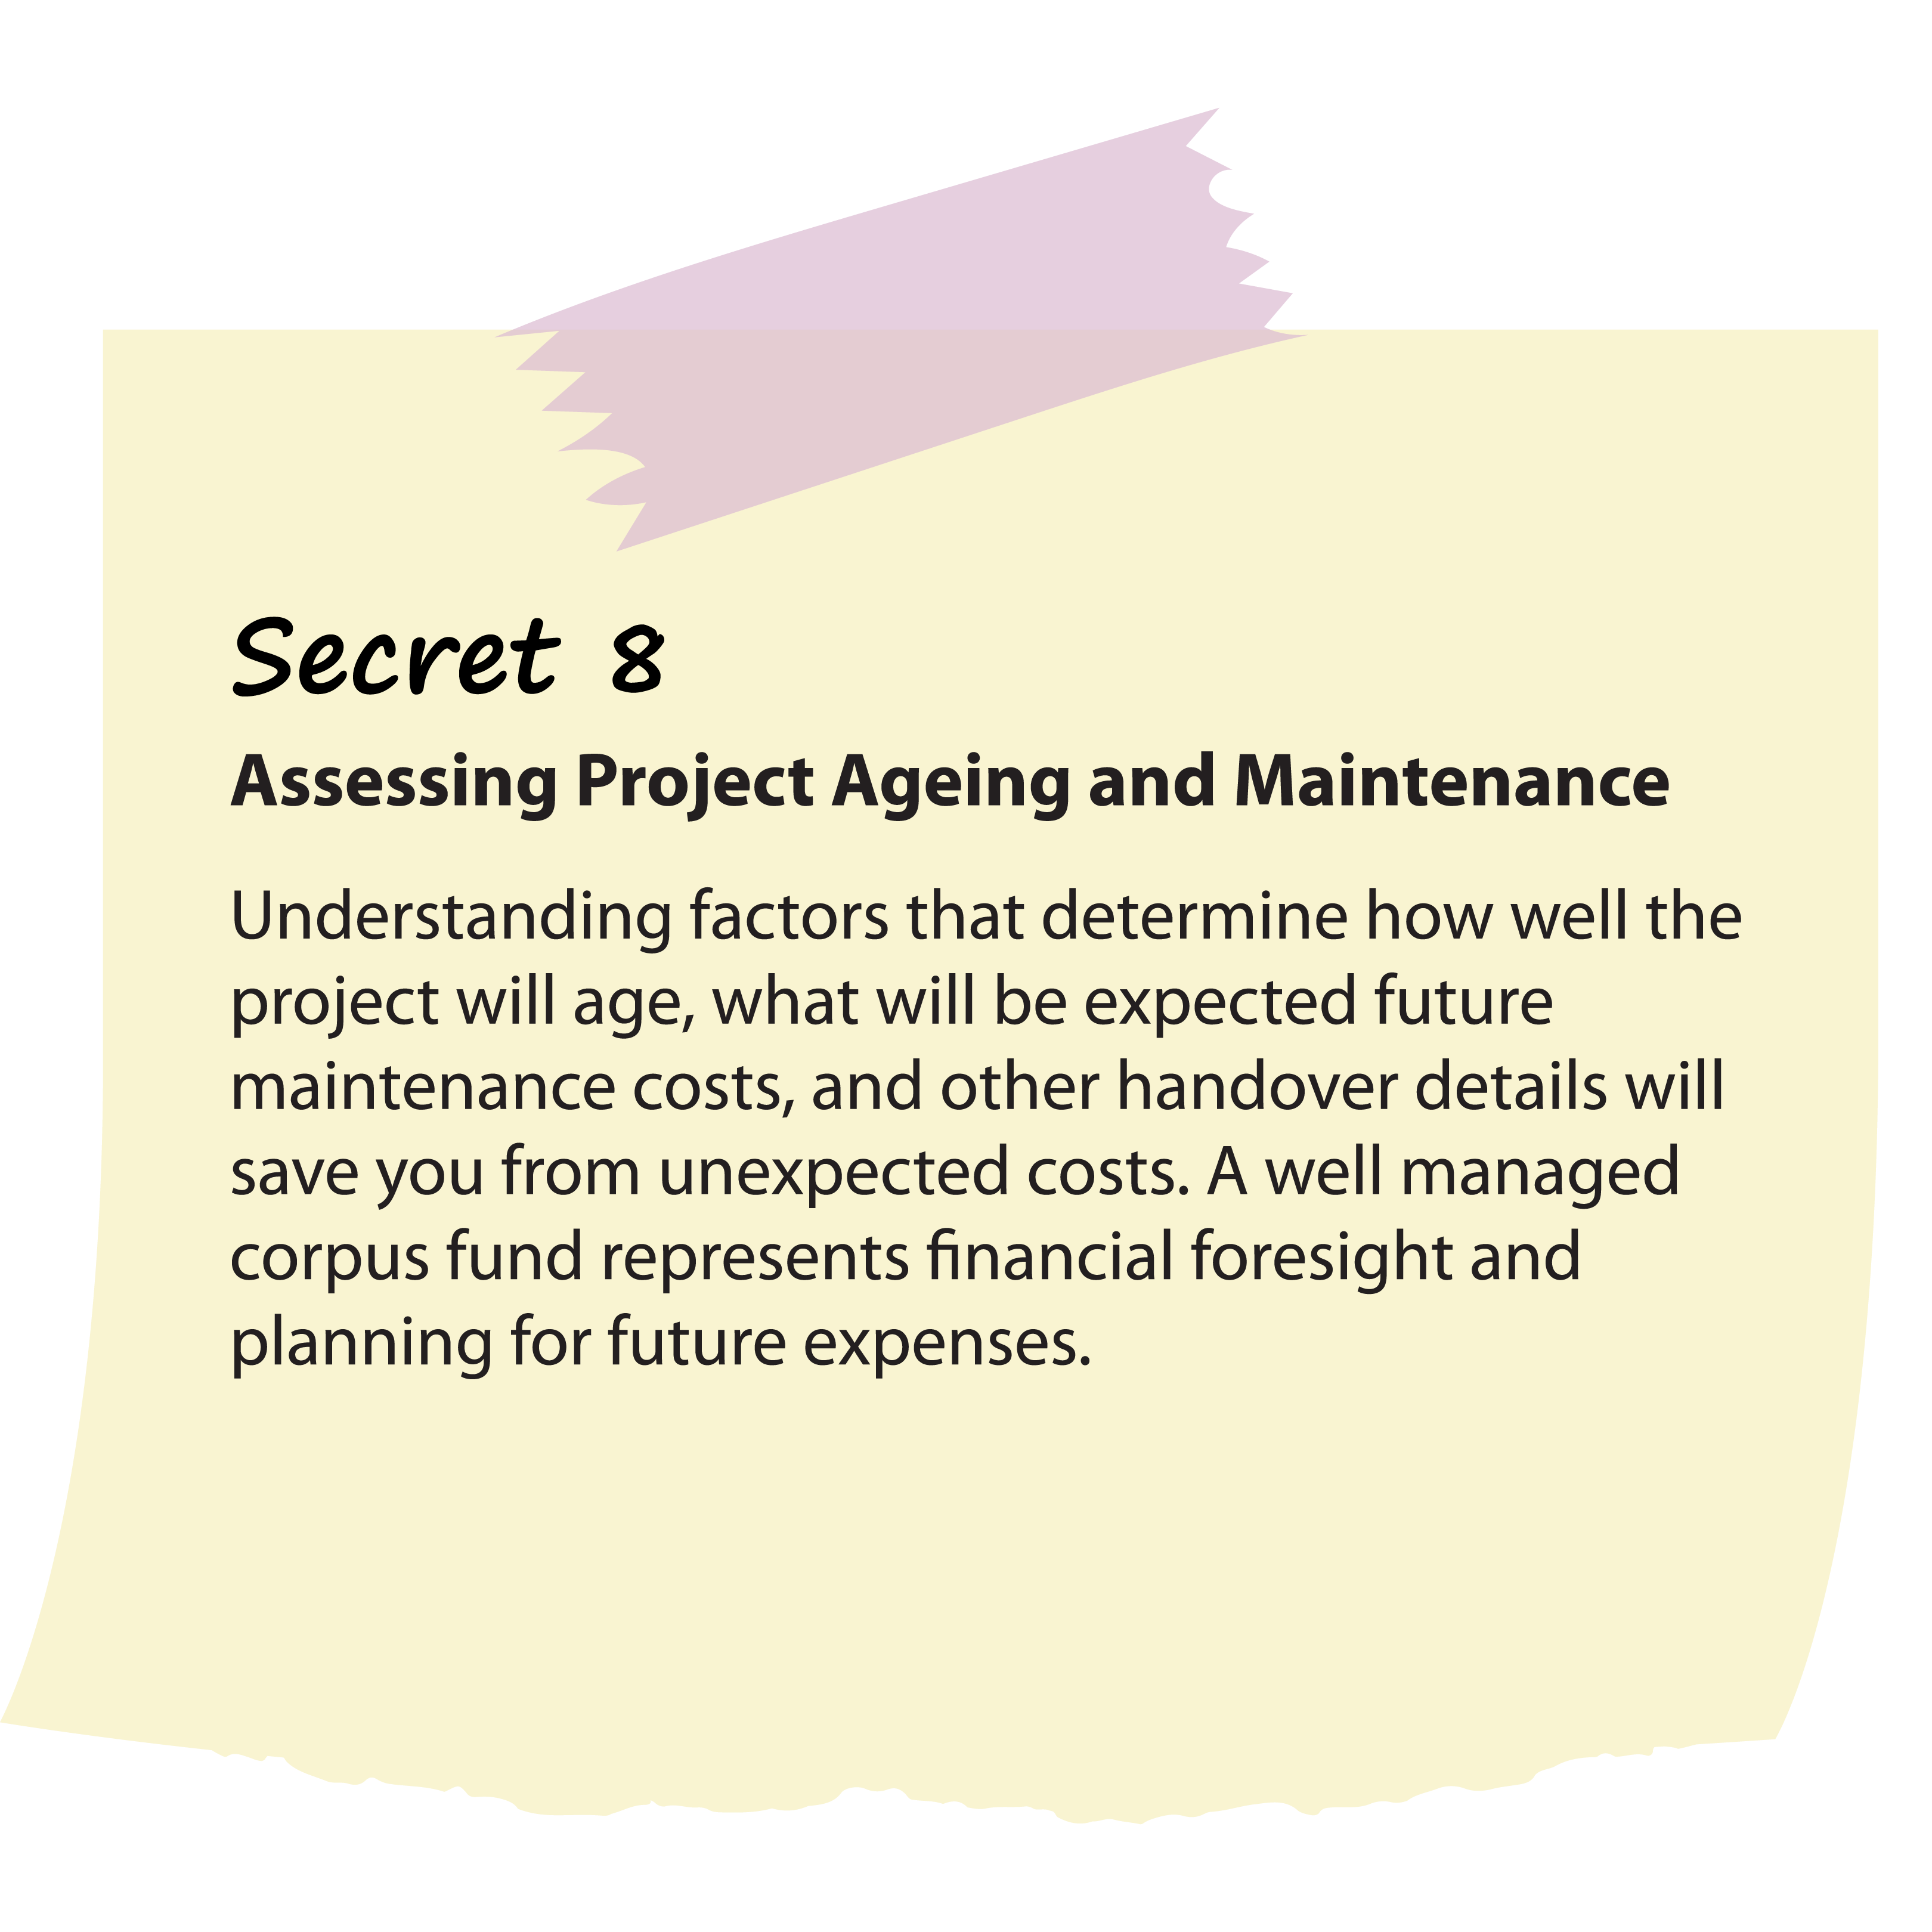 Secret 8
Assessing Project Ageing and Maintenance
Understanding factors that determine how well the
project will age, what will be expected future
maintenance costs, and other handover details will
save you from unexpected costs. A well managed
corpus fund represents financial foresight and
planning for future expenses.